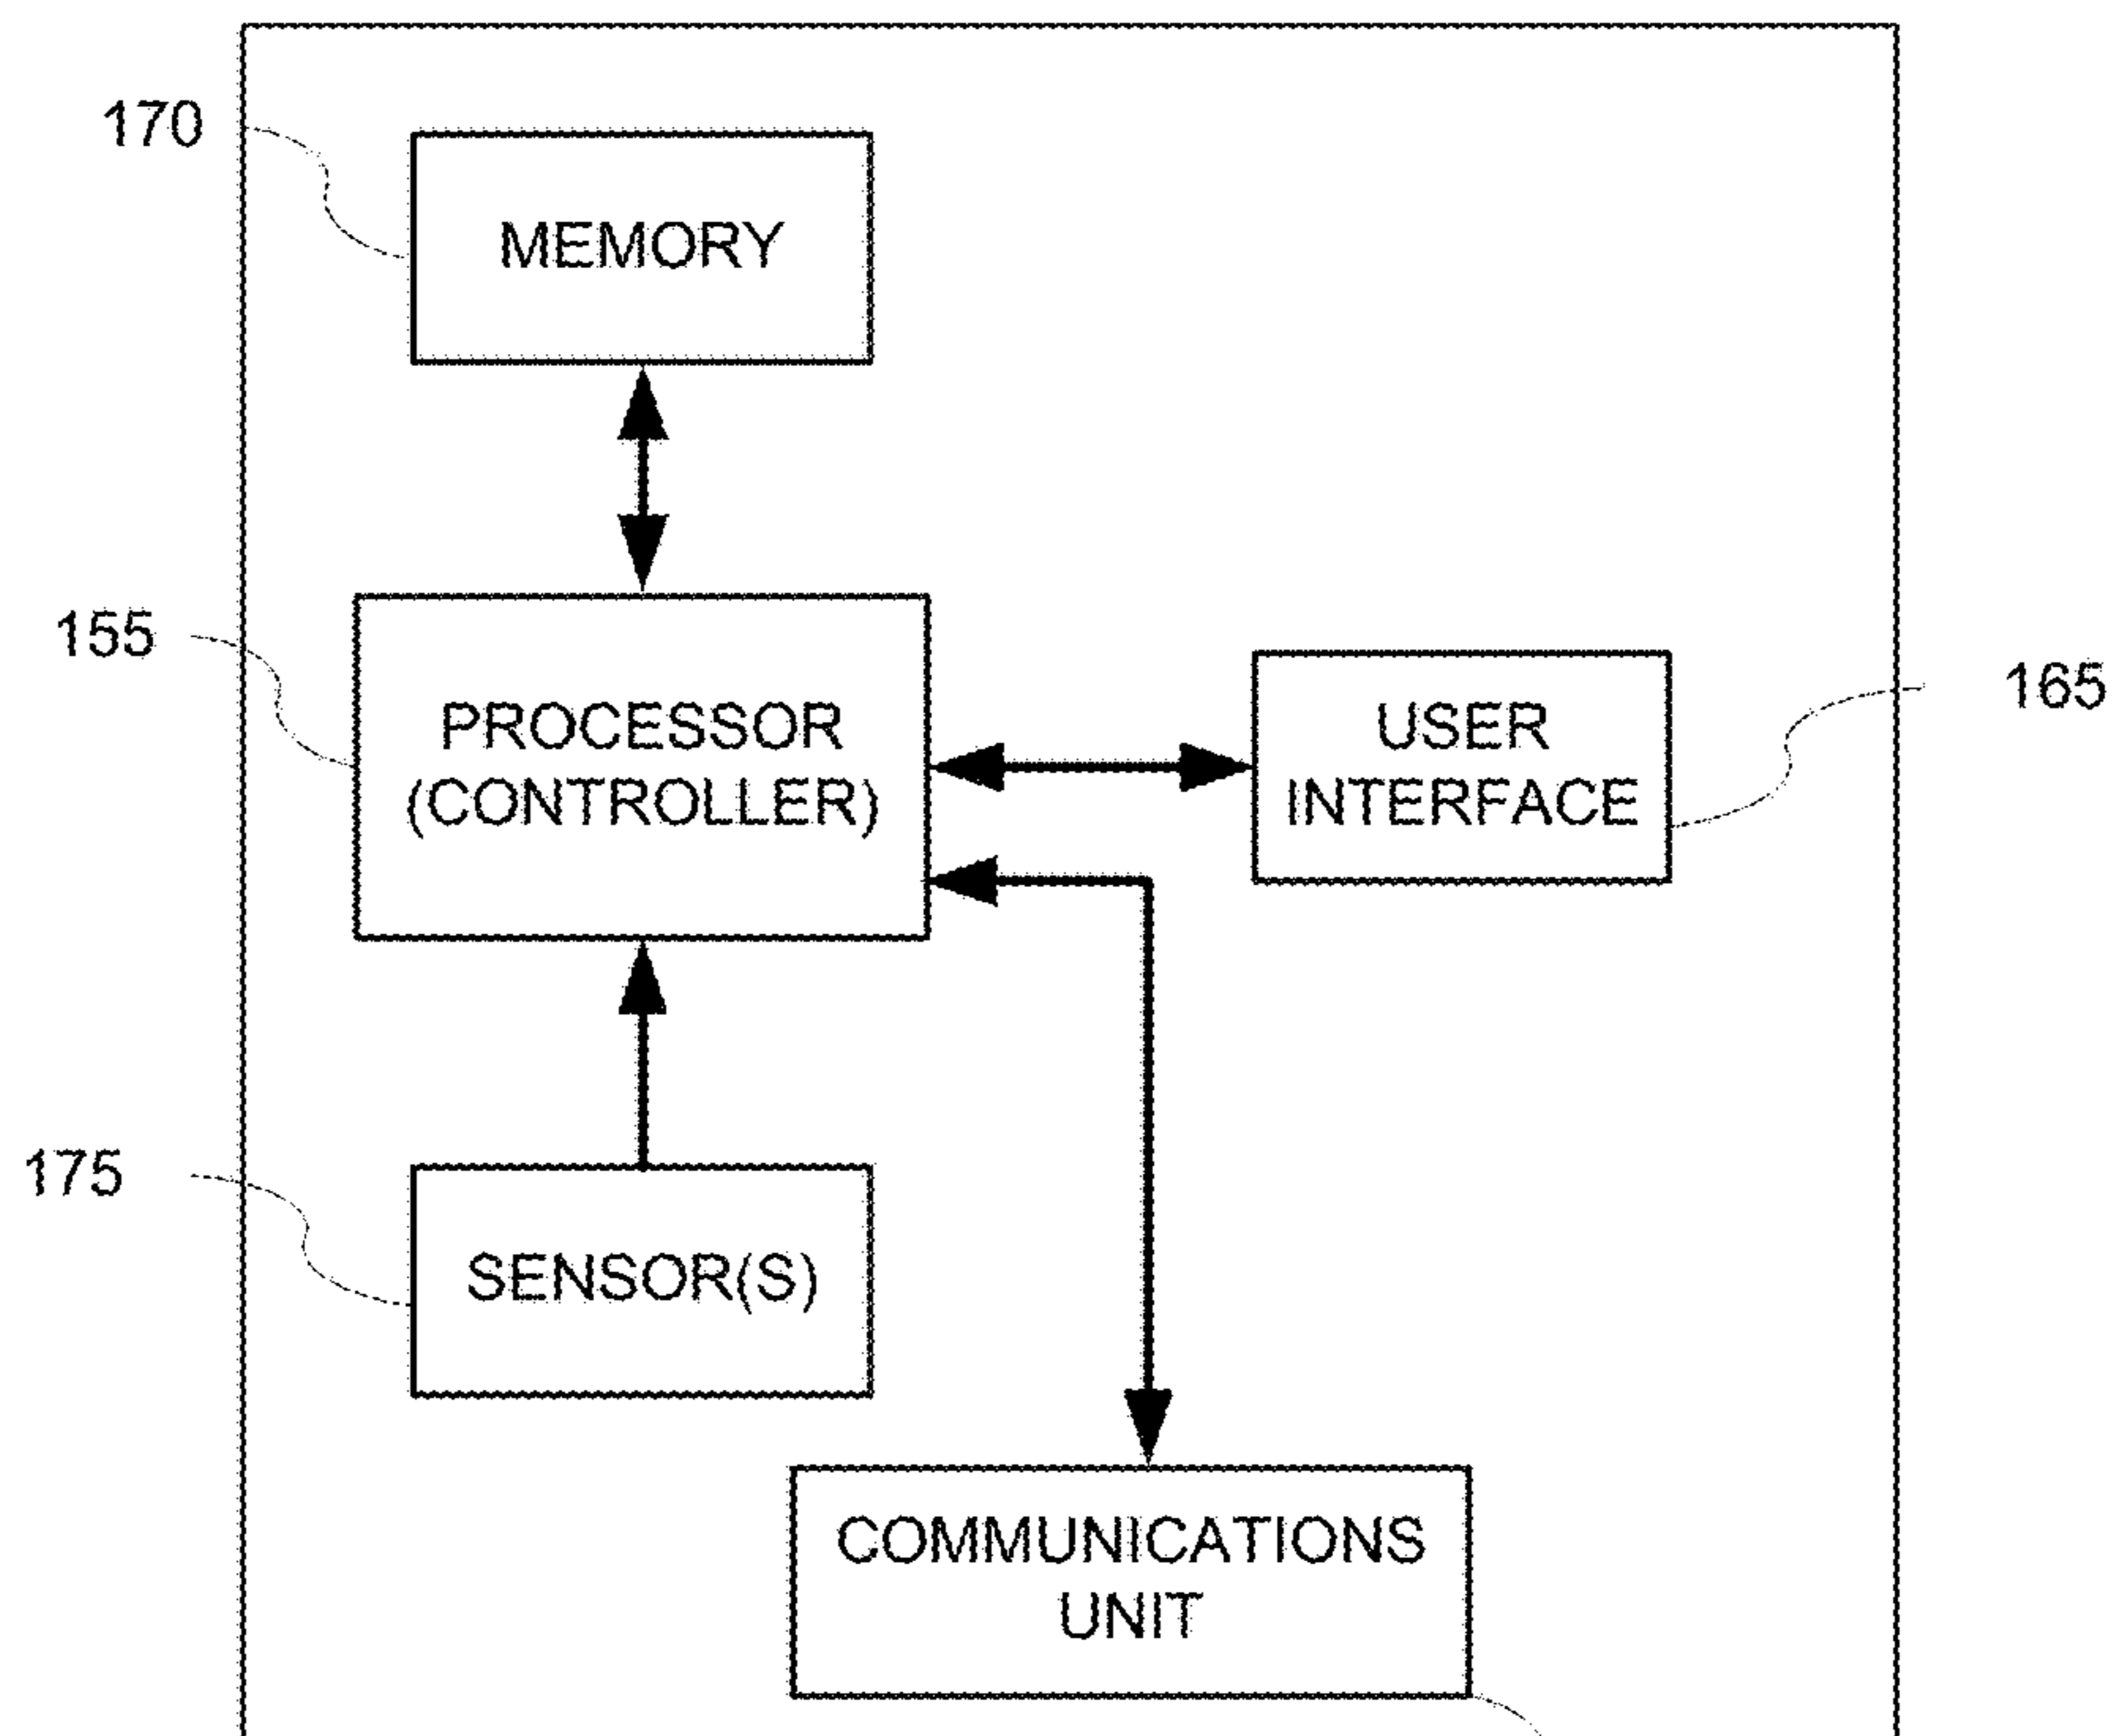 170
MEMORY
155
PROCESSOR
(CONTROLLER)
USER
INTERFACE
165
175
SENSOR(S)
COMMUNICATIONS
UNIT